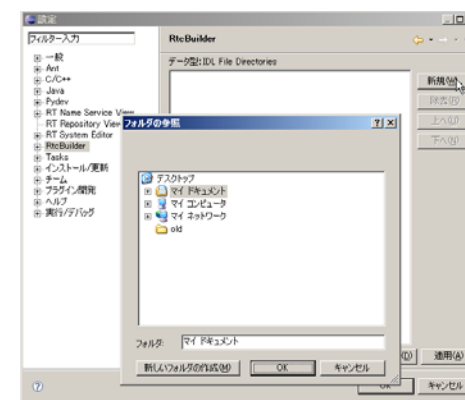 設定
フィルター入力
RtcBuilder
一般
Ant
C/C++
Java
Pydev
RT Name Service View
RT Repository View
RT System Editor
RtcBuilder
Tasks
インストール/更新
チーム
プラグイン開発
ヘルプ
実行/デバッグ
データ型:IDL File Directories
新規(W)
除去(R)
上へ(U)
下へ(N)
フォルダの参照
デスクトップ
マイ ドキュメント
マイ コンピュータ
マイ ネットワーク
old
フォルダ:
マイ ドキュメント
新しいフォルダの作成(M)
OK
キャンセル
(D)
適用(A)
OK
キャンセル